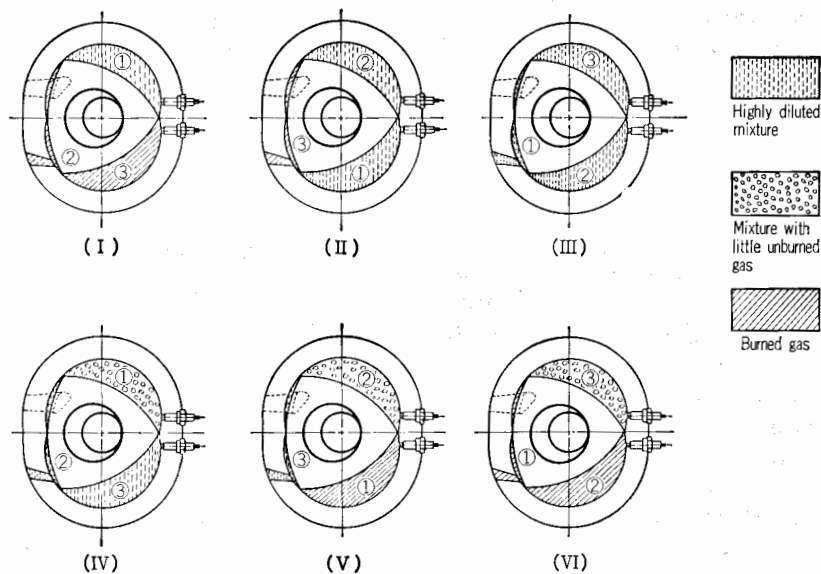 ①
②
③
(I)
②
③
①
(II)
③
①
②
(III)
①
②
③
(IV)
②
③
①
(V)
③
①
②
(VI)
Highly diluted
mixture
Mixture with
little unburned
gas
Burned gas